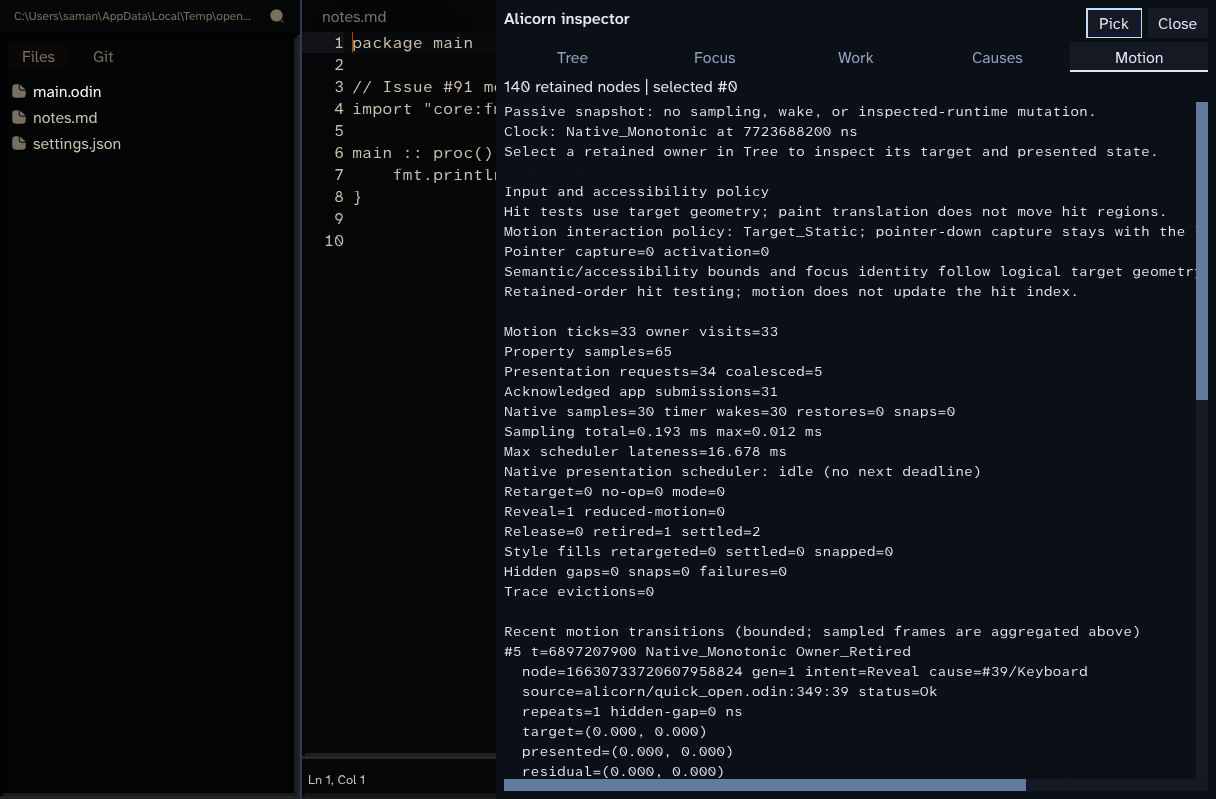 C:\Users\saman\AppData\Local\Temp\open...
Files
Git
main.odin
notes.md
settings.json
notes.md
1 package main
2
3 // Issue #91 m
4 import "core:f
5
6 main :: proc()
7 fmt.println
8 }
9
10
Ln 1, Col 1
Alicorn inspector
Pick
Close
Tree
Focus
Work
Causes
Motion
140 retained nodes | selected #0
Passive snapshot: no sampling, wake, or inspected-runtime mutation.
Clock: Native_Monotonic at 7723688200 ns
Select a retained owner in Tree to inspect its target and presented state.
Input and accessibility policy
Hit tests use target geometry; paint translation does not move hit regions.
Motion interaction policy: Target_Static; pointer-down capture stays with the
Pointer capture=0 activation=0
Semantic/accessibility bounds and focus identity follow logical target geometry
Retained-order hit testing; motion does not update the hit index.
Motion ticks=33 owner visits=33
Property samples=65
Presentation requests=34 coalesced=5
Acknowledged app submissions=31
Native samples=30 timer wakes=30 restores=0 snaps=0
Sampling total=0.193 ms max=0.012 ms
Max scheduler lateness=16.678 ms
Native presentation scheduler: idle (no next deadline)
Retarget=0 no-op=0 mode=0
Reveal=1 reduced-motion=0
Release=0 retired=1 settled=2
Style fills retargeted=0 settled=0 snapped=0
Hidden gaps=0 snaps=0 failures=0
Trace evictions=0
Recent motion transitions (bounded; sampled frames are aggregated above)
#5 t=6897207900 Native_Monotonic Owner_Retired
node=16630733720607958824 gen=1 intent=Reveal cause=#39/Keyboard
source=alicorn/quick_open.odin:349:39 status=Ok
repeats=1 hidden-gap=0 ns
target=(0.000, 0.000)
presented=(0.000, 0.000)
residual=(0.000, 0.000)